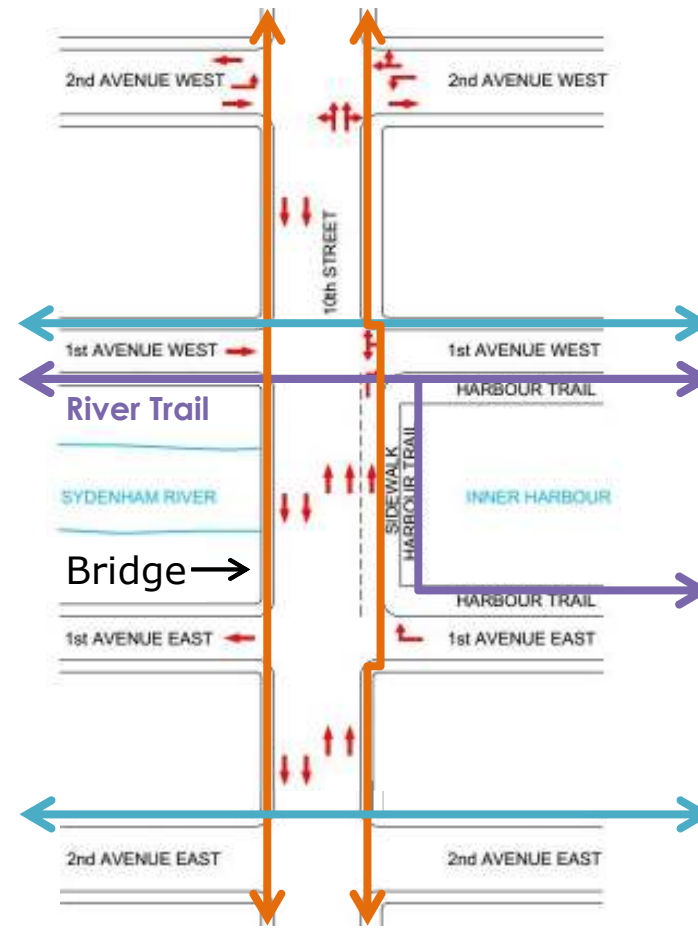 2nd AVENUE WEST
2nd AVENUE WEST
10th STREET
1st AVENUE WEST
1st AVENUE WEST
HARBOUR TRAIL
River Trail
SIDEWALK
HARBOUR TRAIL
SYDENHAM RIVER
INNER HARBOUR
Bridge
HARBOUR TRAIL
1st AVENUE EAST
1st AVENUE EAST
2nd AVENUE EAST
2nd AVENUE EAST